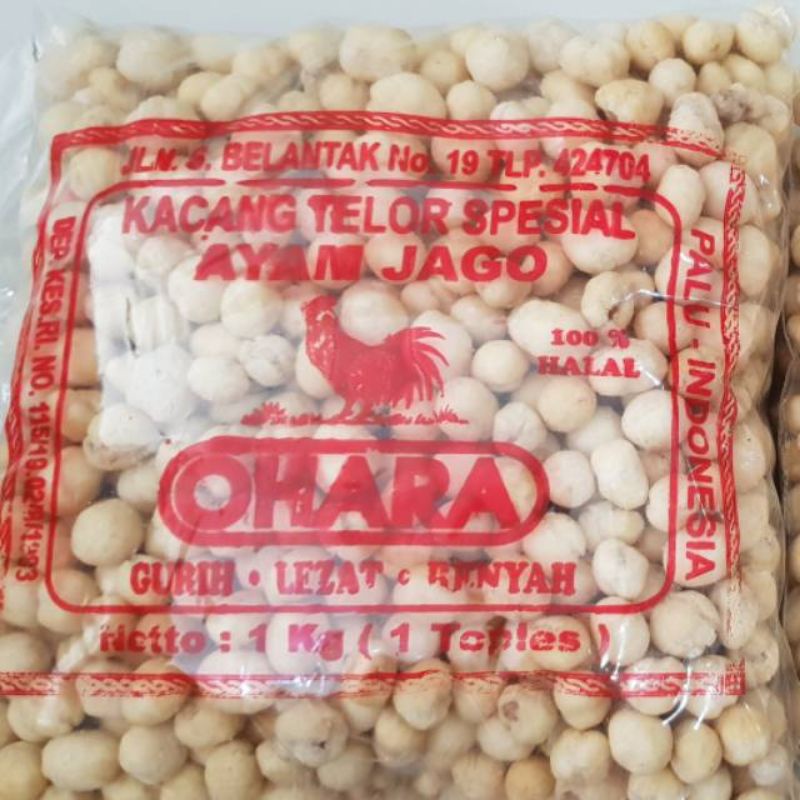 JLN. S. BELANTAK No. 19 TLP. 424704
KACANG TELOR SPESIAL
AYAM JAGO
100 %
HALAL
OHARA
GURIH • LEZAT • RENYAH
Netto : 1 Kg ( 1 Toples )
PALU - INDONESIA
DEP. KES. RI. NO.